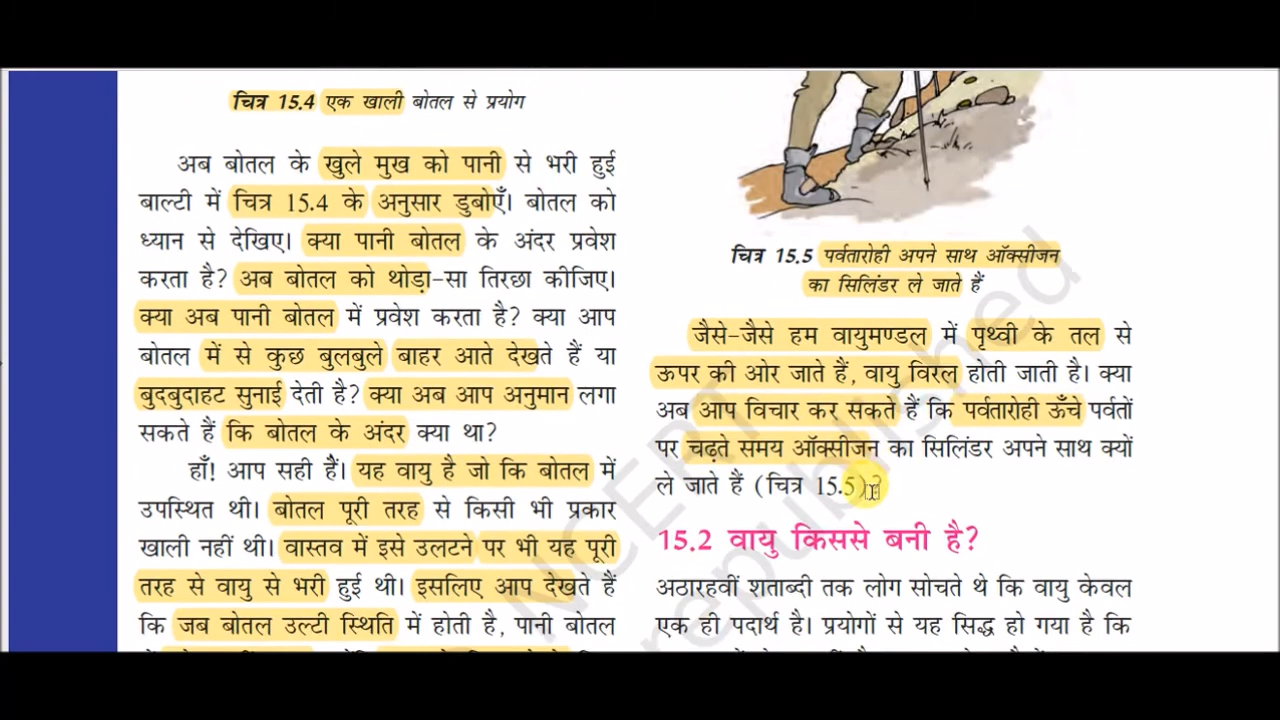 चित्र 15.4 एक खाली बोतल से प्रयोग
अब बोतल के खुले मुख को पानी से भरी हुई
बाल्टी में चित्र 15.4 के अनुसार डुबोएँ। बोतल को
ध्यान से देखिए। क्या पानी बोतल के अंदर प्रवेश
करता है? अब बोतल को थोड़ा-सा तिरछा कीजिए।
क्या अब पानी बोतल में प्रवेश करता है? क्या आप
बोतल में से कुछ बुलबुले बाहर आते देखते हैं या
बुदबुदाहट सुनाई देती है? क्या अब आप अनुमान लगा
सकते हैं कि बोतल के अंदर क्या था?
हाँ! आप सही हैं। यह वायु है जो कि बोतल में
उपस्थित थी। बोतल पूरी तरह से किसी भी प्रकार
खाली नहीं थी। वास्तव में इसे उलटने पर भी यह पूरी
तरह से वायु से भरी हुई थी। इसलिए आप देखते हैं
कि जब बोतल उल्टी स्थिति में होती है, पानी बोतल
चित्र 15.5 पर्वतारोही अपने साथ ऑक्सीजन
का सिलिंडर ले जाते हैं
जैसे-जैसे हम वायुमण्डल में पृथ्वी के तल से
ऊपर की ओर जाते हैं, वायु विरल होती जाती है। क्या
अब आप विचार कर सकते हैं कि पर्वतारोही ऊँचे पर्वतों
पर चढ़ते समय ऑक्सीजन का सिलिंडर अपने साथ क्यों
ले जाते हैं (चित्र 15.5)?
15.2 वायु किससे बनी है?
अठारहवीं शताब्दी तक लोग सोचते थे कि वायु केवल
एक ही पदार्थ है। प्रयोगों से यह सिद्ध हो गया है कि
NCERT
republished